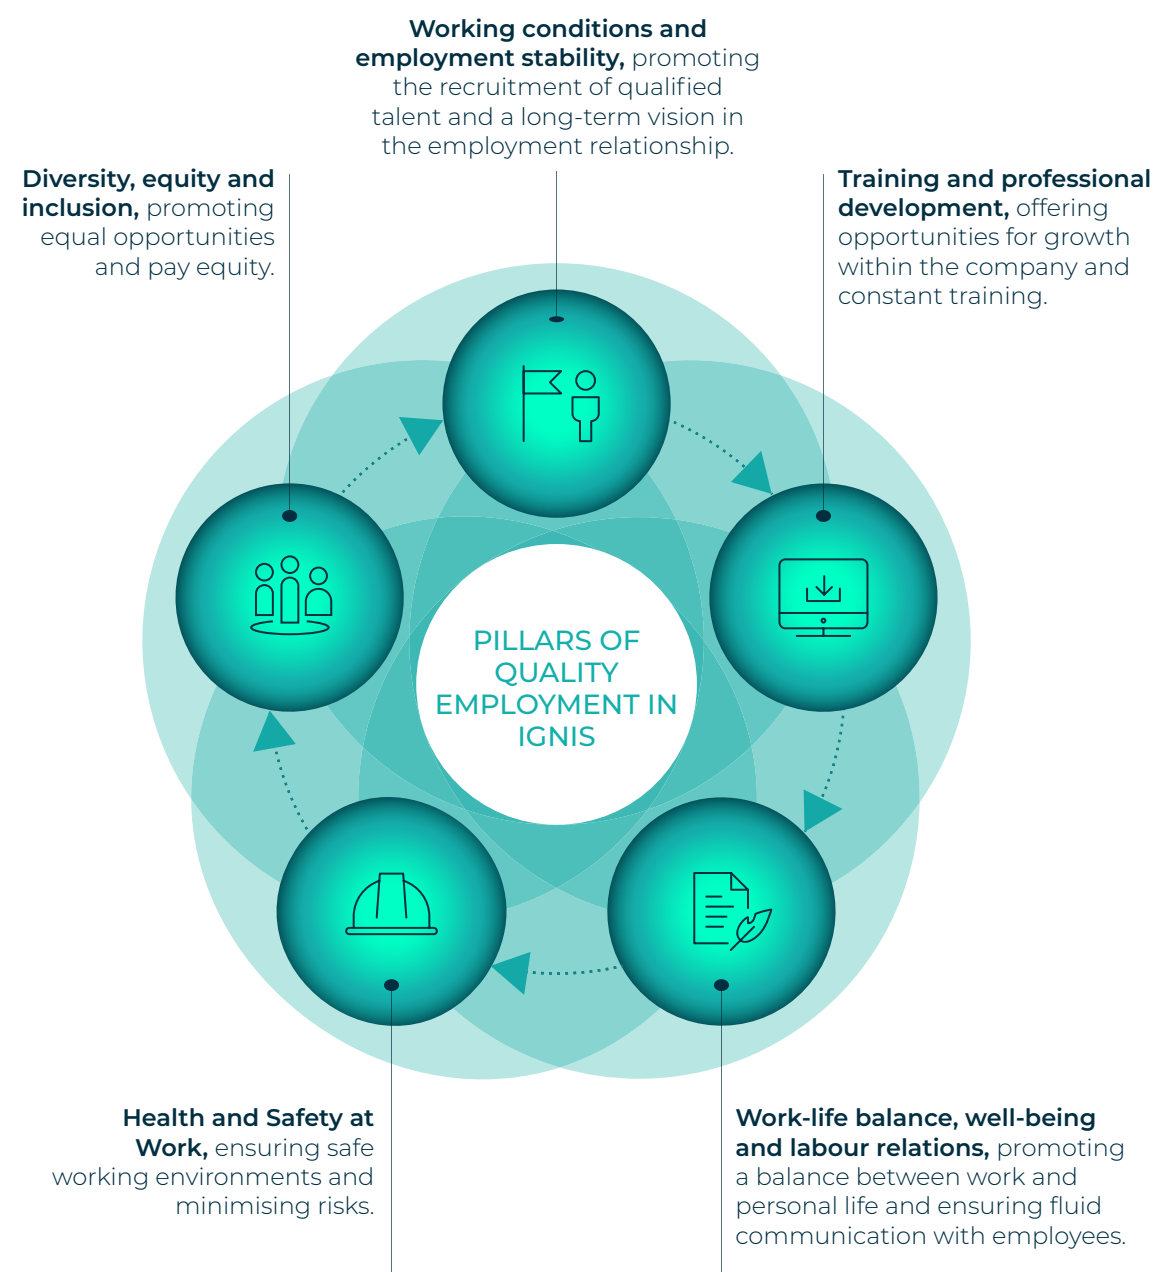 Working conditions and
employment stability, promoting
the recruitment of qualified
talent and a long-term vision in
the employment relationship.
Diversity, equity and
inclusion, promoting
equal opportunities
and pay equity.
Training and professional
development, offering
opportunities for growth
within the company and
constant training.
PILLARS OF
QUALITY
EMPLOYMENT IN
IGNIS
Health and Safety at
Work, ensuring safe
working environments and
minimising risks.
Work-life balance, well-being
and labour relations, promoting
a balance between work and
personal life and ensuring fluid
communication with employees.